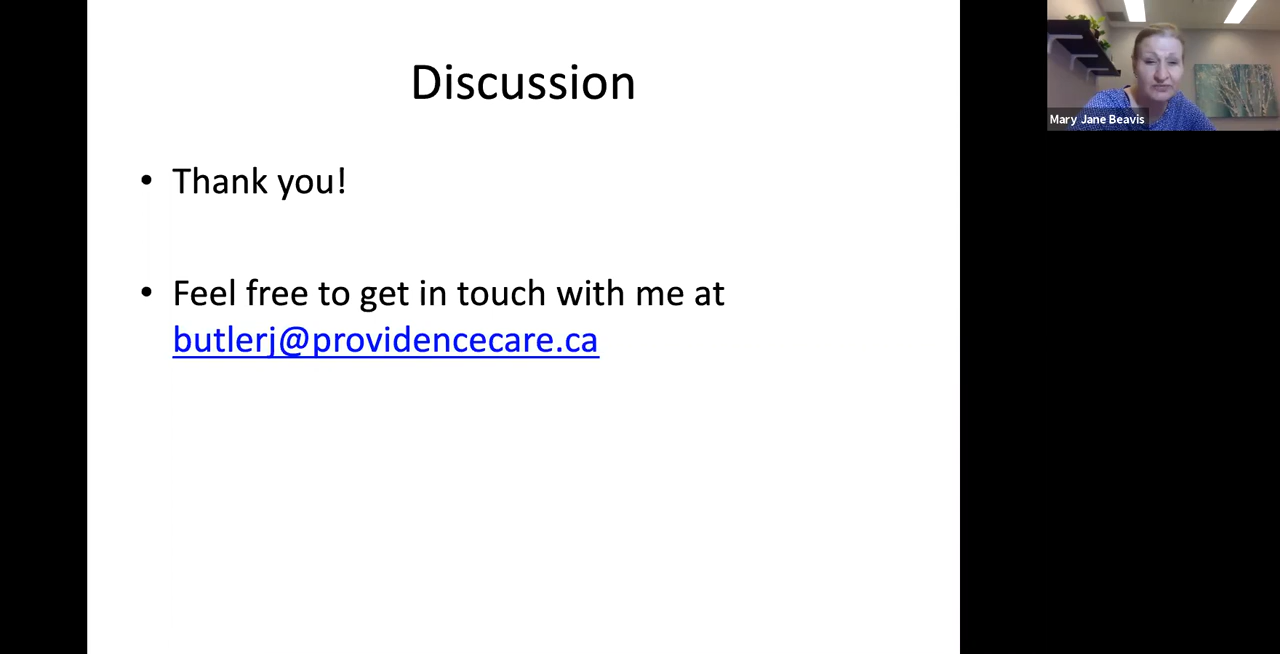 Discussion
• Thank you!
• Feel free to get in touch with me at
butlerj@providencecare.ca
Mary Jane Beavis